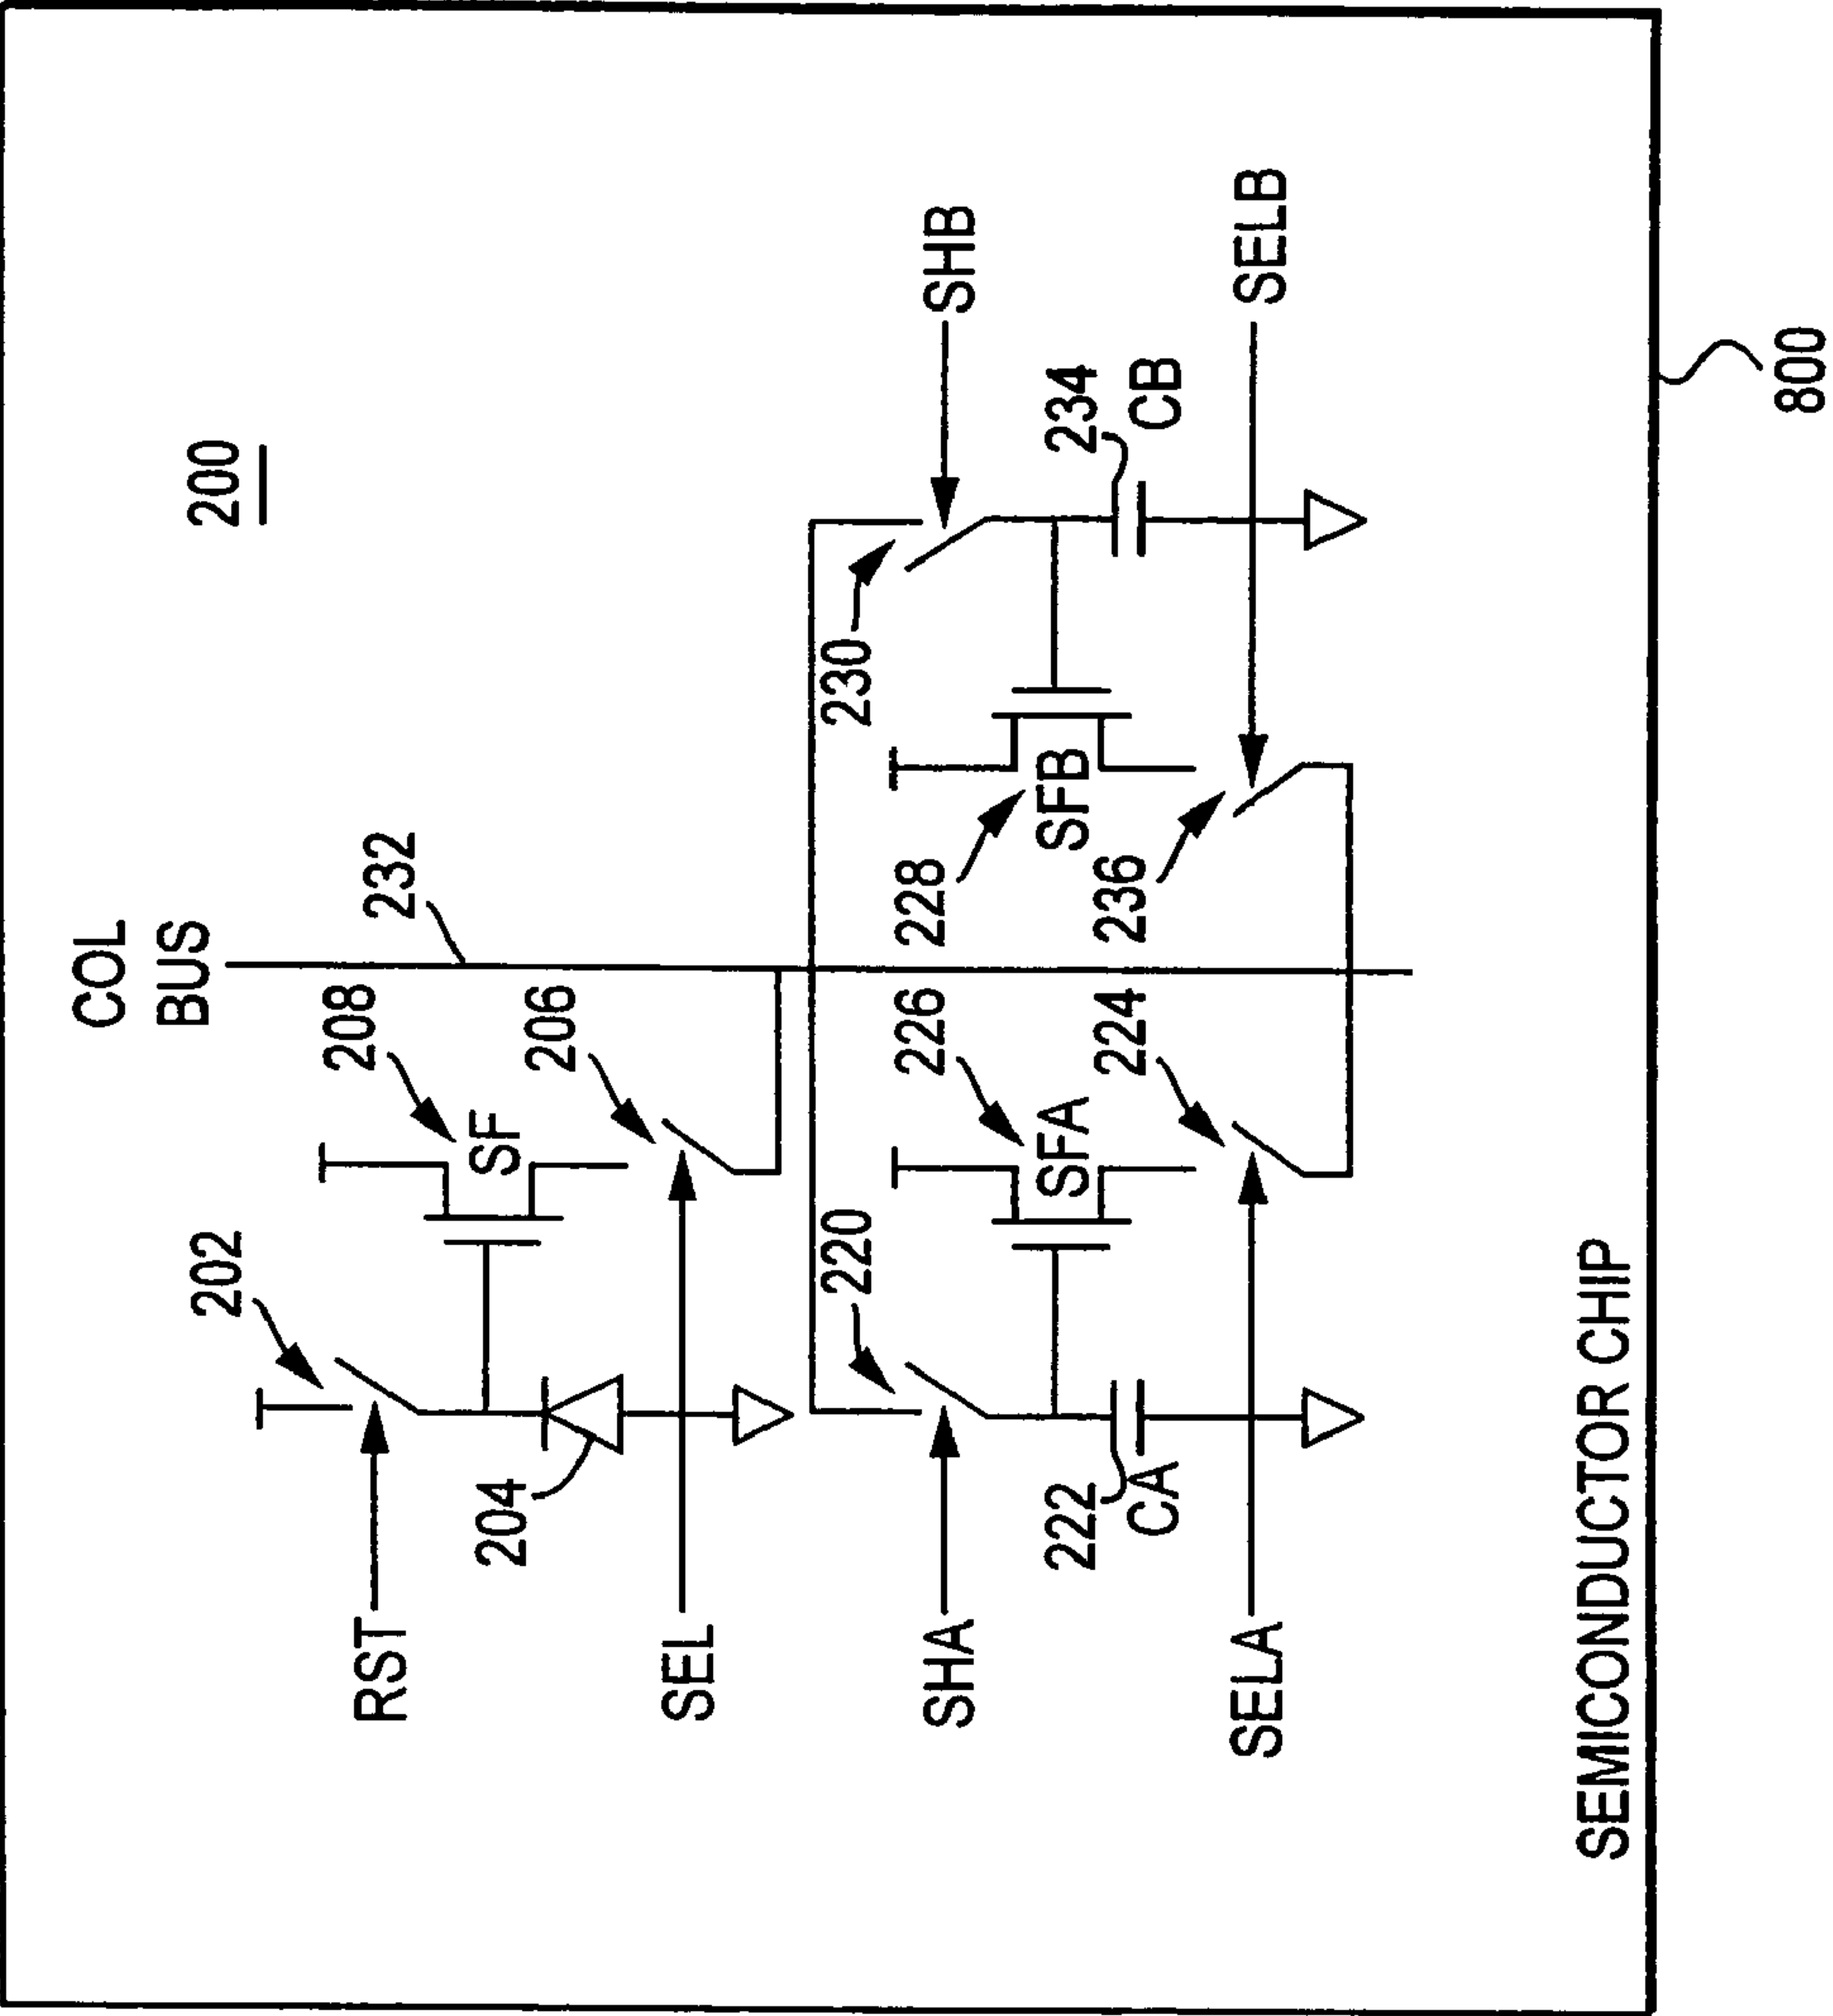 COL
BUS
232
200
202
208
SF
206
RST
204
SEL
220
226
SFA
224
230
228
SFB
236
SHA
SHB
222
CA
234
CB
SELA
SELB
SEMICONDUCTOR CHIP
800